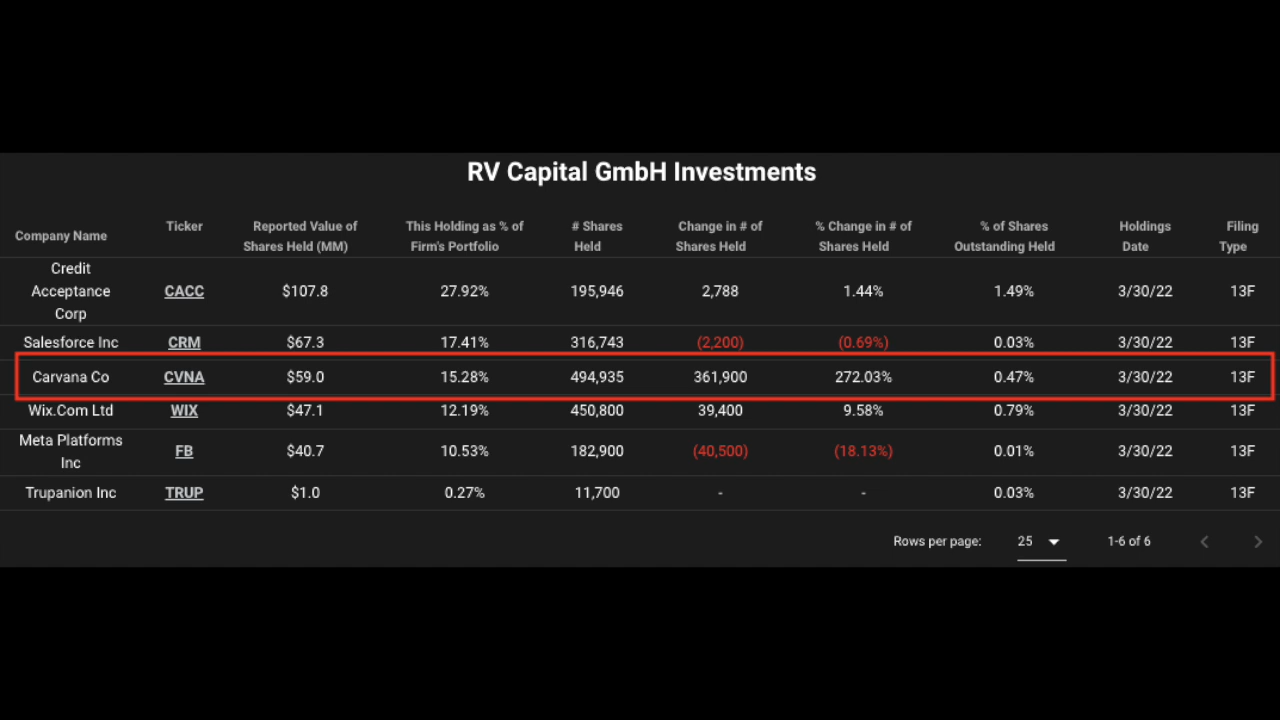 RV Capital GmbH Investments
Company Name Ticker Reported Value of Shares Held (MM) This Holding as % of Firm's Portfolio # Shares Held Change in # of Shares Held % Change in # of Shares Held % of Shares Outstanding Held Holdings Date Filing Type
Credit Acceptance Corp CACC $107.8 27.92% 195,946 2,788 1.44% 1.49% 3/30/22 13F
Salesforce Inc CRM $67.3 17.41% 316,743 (2,200) (0.69%) 0.03% 3/30/22 13F
Carvana Co CVNA $59.0 15.28% 494,935 361,900 272.03% 0.47% 3/30/22 13F
Wix.Com Ltd WIX $47.1 12.19% 450,800 39,400 9.58% 0.79% 3/30/22 13F
Meta Platforms Inc FB $40.7 10.53% 182,900 (40,500) (18.13%) 0.01% 3/30/22 13F
Trupanion Inc TRUP $1.0 0.27% 11,700 - - 0.03% 3/30/22 13F
Rows per page: 25 1-6 of 6